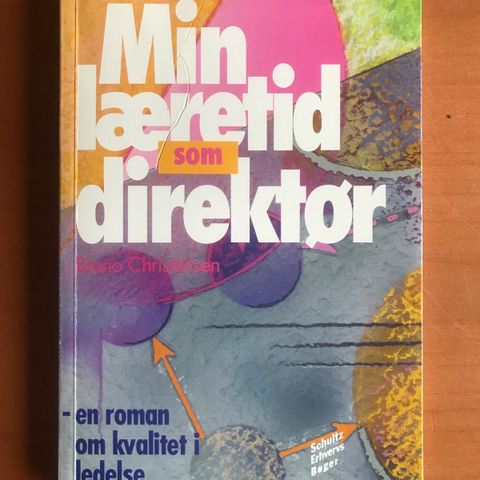 Min
læretid
som
direktør
Bruno Christensen
- en roman
om kvalitet i
ledelse
Schultz
Erhvervs
Bøger